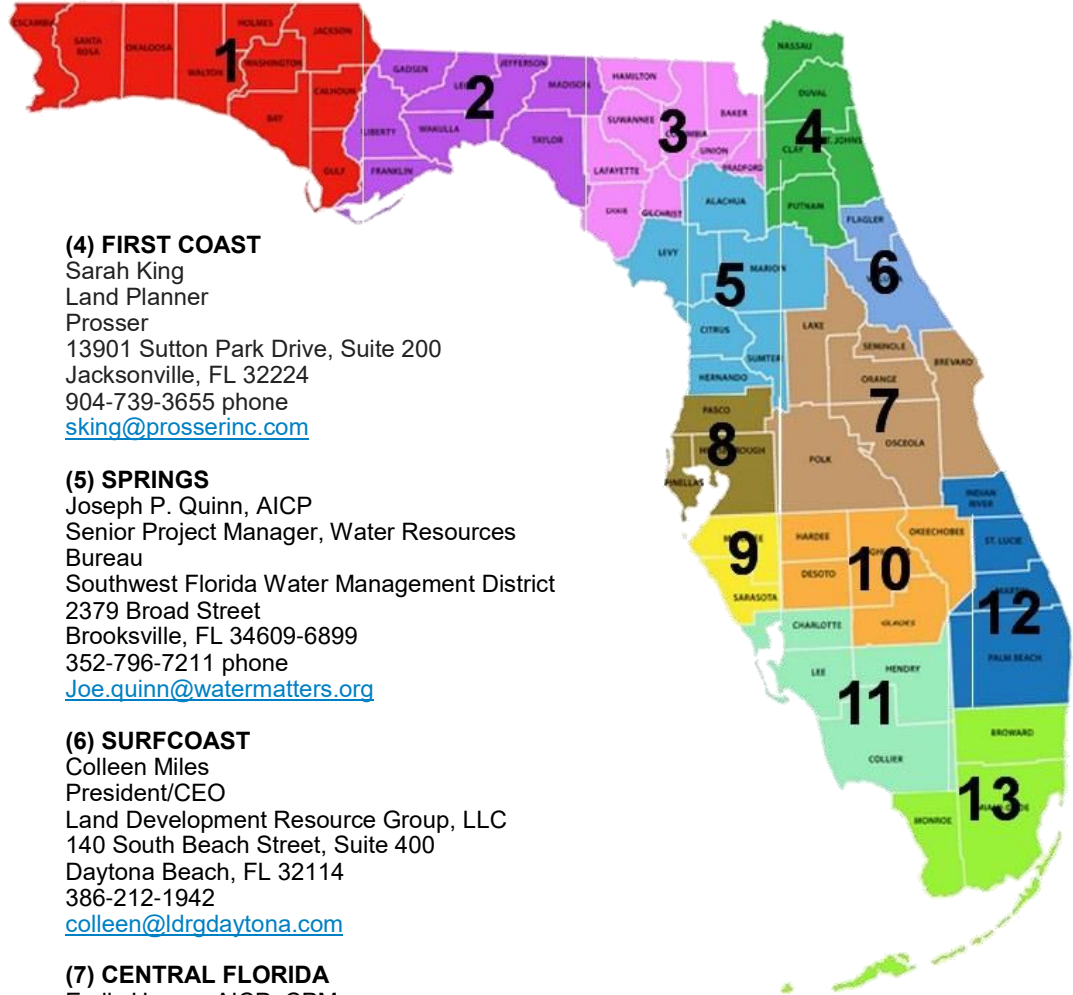 HOLMES
JACKSON
SANTA
ROSA
OKALOOSA
WALTON
1
WASHINGTON
CALHOUN
BAY
GULF
GADSEN
JEFFERSON
2
MADISON
LIBERTY
WAKULLA
TAYLOR
FRANKLIN
HAMILTON
SUWANNEE
3
BAKER
UNION
BRADFORD
LAFAYETTE
DIXIE
GILCHRIST
NASSAU
DUVAL
4
CLAY
PUTNAM
ALACHUA
LEVY
5
MARION
CITRUS
SUMTER
HERNANDO
FLAGLER
6
LAKE
SEMINOLE
BREVARD
ORANGE
7
OSCEOLA
POLK
PASCO
8
PINELLAS
9
SARASOTA
HARDEE
OKEECHOBEE
10
DESOTO
GLADES
INDIAN
RIVER
ST. LUCIE
12
PALM BEACH
CHARLOTTE
LEE
HENDRY
11
COLLIER
BROWARD
13
MONROE
(4) FIRST COAST
Sarah King
Land Planner
Prosser
13901 Sutton Park Drive, Suite 200
Jacksonville, FL 32224
904-739-3655 phone
sking@prosserinc.com
(5) SPRINGS
Joseph P. Quinn, AICP
Senior Project Manager, Water Resources
Bureau
Southwest Florida Water Management District
2379 Broad Street
Brooksville, FL 34609-6899
352-796-7211 phone
Joe.quinn@watermatters.org
(6) SURFCOAST
Colleen Miles
President/CEO
Land Development Resource Group, LLC
140 South Beach Street, Suite 400
Daytona Beach, FL 32114
386-212-1942
colleen@ldrgdaytona.com
(7) CENTRAL FLORIDA